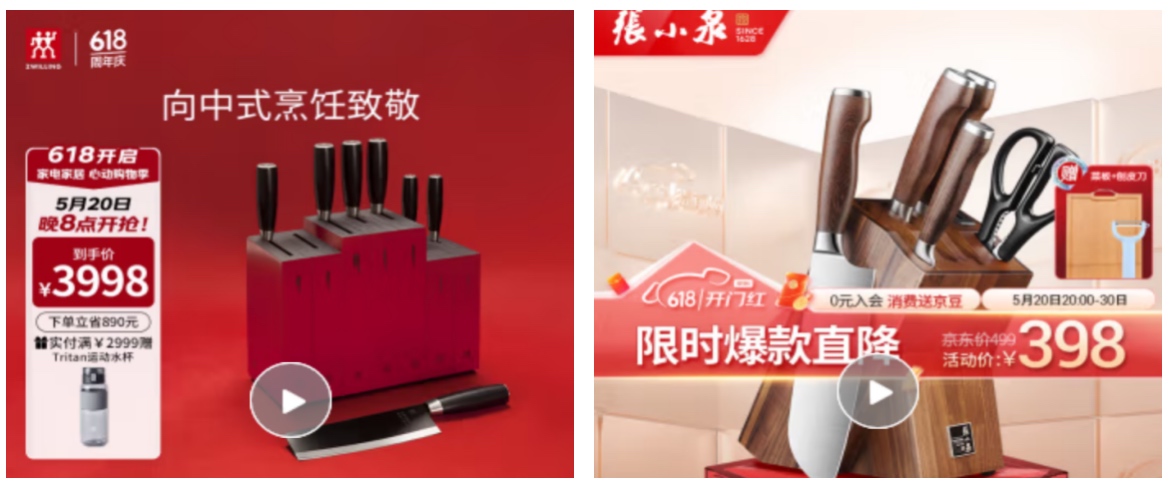 ZWILLING
618
周年庆
向中式烹饪致敬
618开启
家电家居 心动购物季
5月20日
晚8点开抢！
到手价
¥3998
下单立省890元
实付满￥2999赠
Tritan运动水杯
張小泉
SINCE
1628
赠
菜板+刨皮刀
618|开门红
0元入会 消费送京豆
5月20日20:00-30日
限时爆款直降
京东价499
活动价:¥398
張小泉